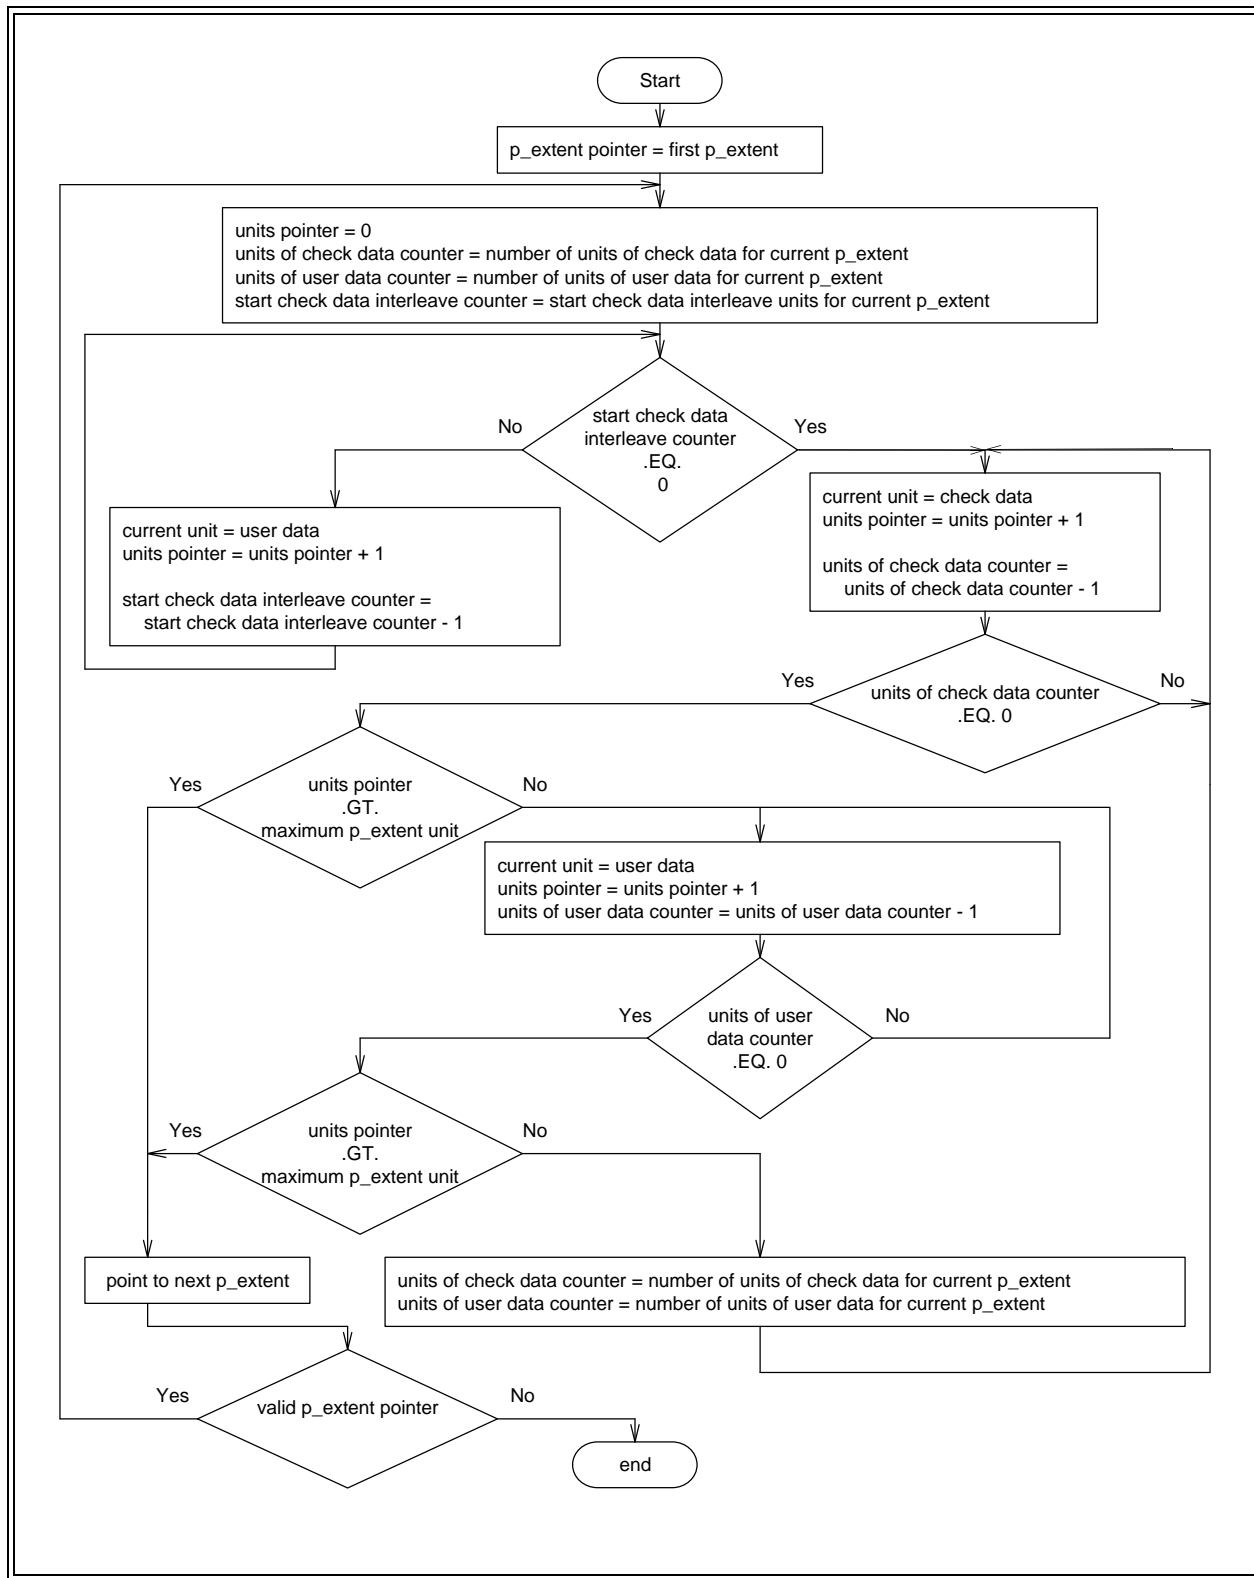 Start
p_extent pointer = first p_extent
units pointer = 0
units of check data counter = number of units of check data for current p_extent
units of user data counter = number of units of user data for current p_extent
start check data interleave counter = start check data interleave units for current p_extent
start check data
interleave counter
.EQ.
0
No
Yes
current unit = user data
units pointer = units pointer + 1
start check data interleave counter =
start check data interleave counter - 1
current unit = check data
units pointer = units pointer + 1
units of check data counter =
units of check data counter - 1
Yes
units of check data counter
.EQ. 0
No
Yes
units pointer
.GT.
maximum p_extent unit
No
current unit = user data
units pointer = units pointer + 1
units of user data counter = units of user data counter - 1
Yes
units of user
data counter
.EQ. 0
No
Yes
units pointer
.GT.
maximum p_extent unit
No
point to next p_extent
units of check data counter = number of units of check data for current p_extent
units of user data counter = number of units of user data for current p_extent
Yes
valid p_extent pointer
No
end